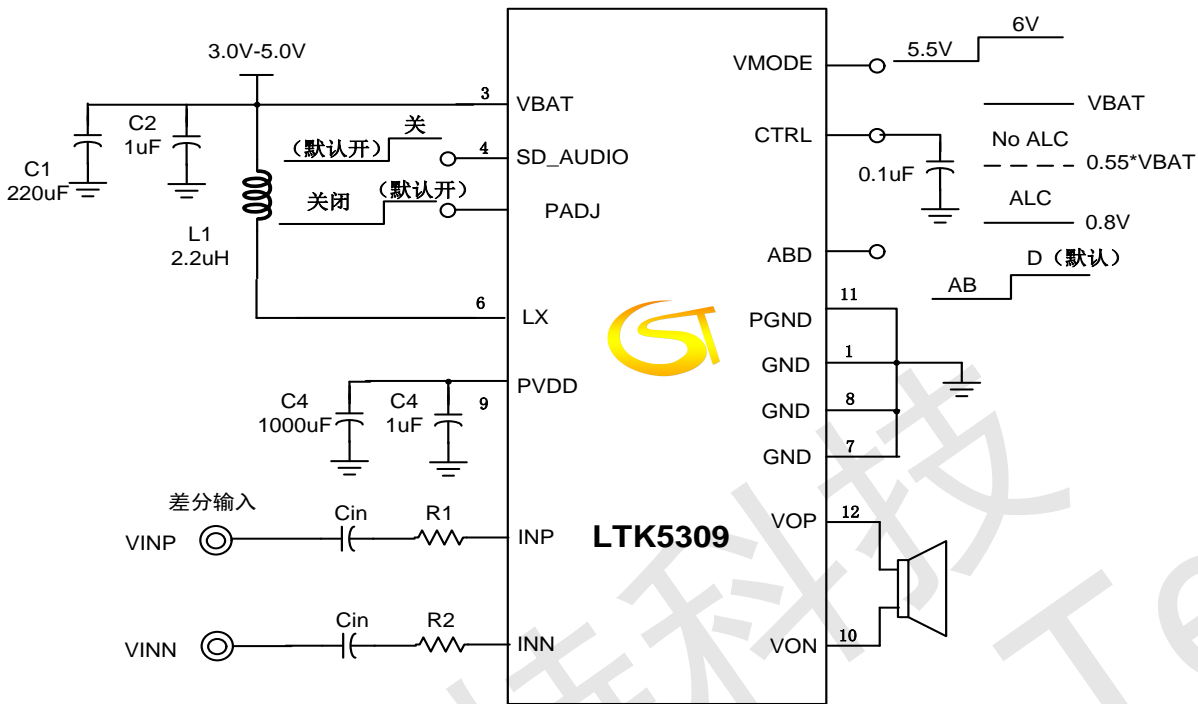 3.0V-5.0V
C1
220uF
C2
1uF
L1
2.2uH
(默认开)
关
关闭
(默认开)
3
VBAT
4
SD_AUDIO
PADJ
6
LX
9
PVDD
C4
1000uF
C4
1uF
差分输入
VINP
Cin
R1
INP
VINN
Cin
R2
INN
LTK5309
VMODE
5.5V
6V
CTRL
0.1uF
VBAT
No ALC
0.55*VBAT
ALC
0.8V
ABD
AB
D（默认）
11
PGND
1
GND
8
GND
7
GND
12
VOP
10
VON
ST
科技
Te